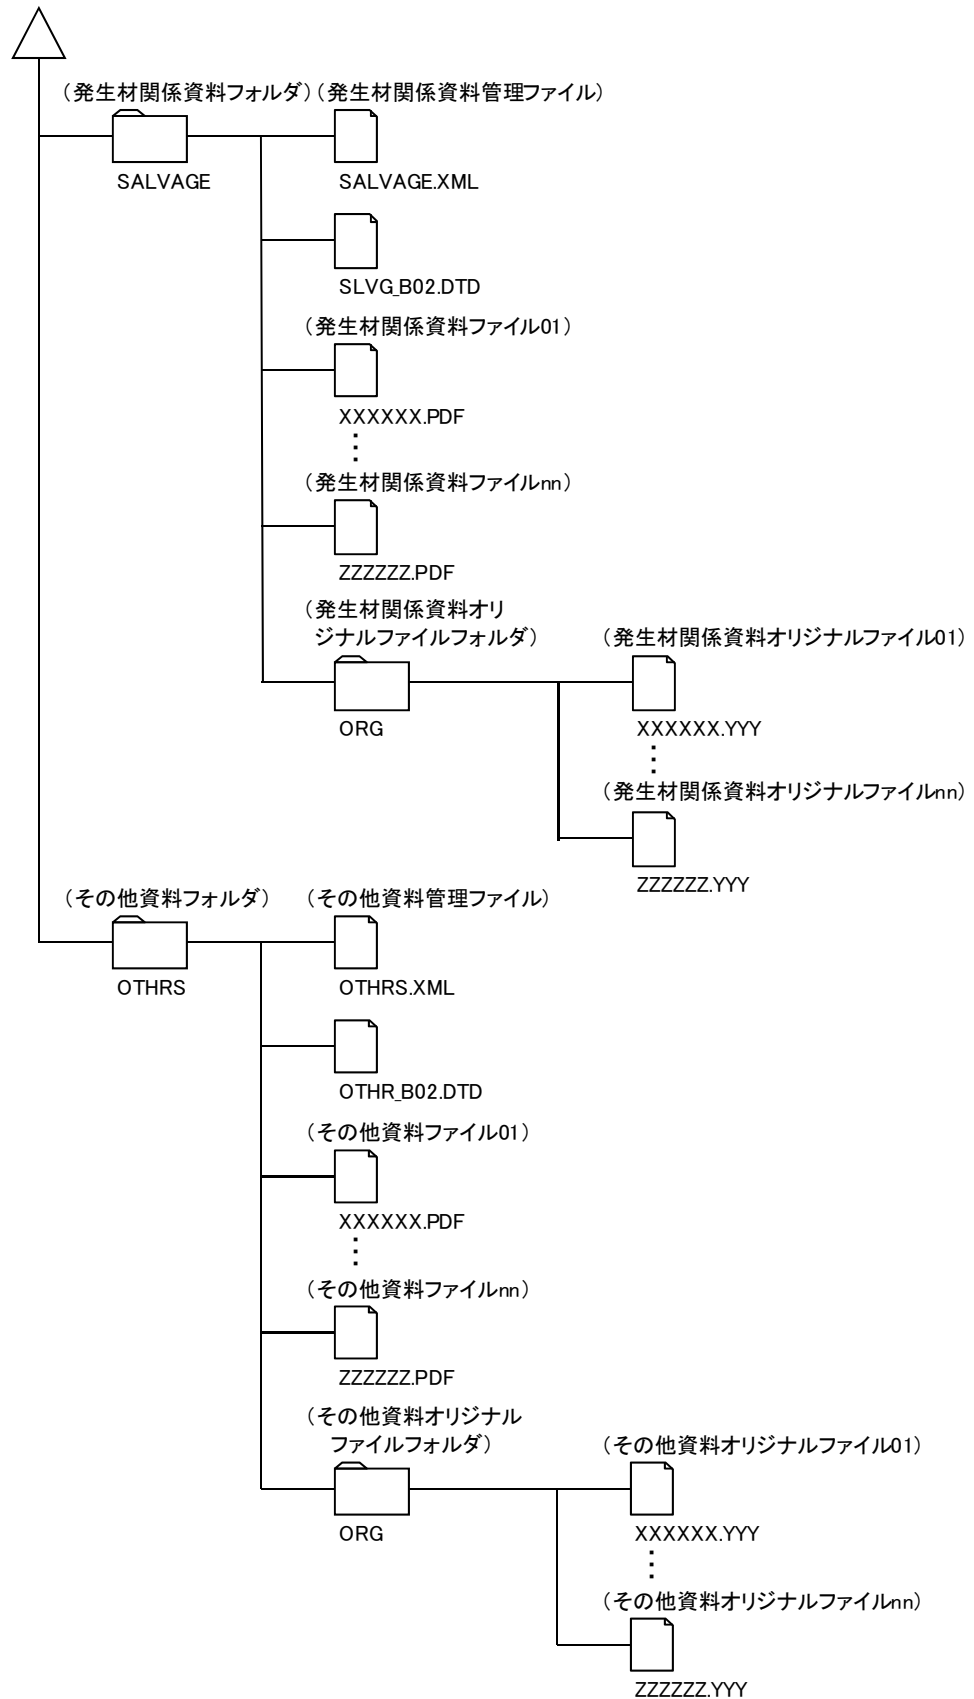 （発生材関係資料フォルダ）（発生材関係資料管理ファイル）
SALVAGE
SALVAGE.XML
SLVG_B02.DTD
（発生材関係資料ファイル01）
XXXXXX.PDF
（発生材関係資料ファイルnn）
ZZZZZZ.PDF
（発生材関係資料オリ
ジナルファイルフォルダ）
ORG
（発生材関係資料オリジナルファイル01）
XXXXXX.YYY
（発生材関係資料オリジナルファイルnn）
ZZZZZZ.YYY
（その他資料フォルダ）
OTHRS
（その他資料管理ファイル）
OTHRS.XML
OTHR_B02.DTD
（その他資料ファイル01）
XXXXXX.PDF
（その他資料ファイルnn）
ZZZZZZ.PDF
（その他資料オリジナル
ファイルフォルダ）
ORG
（その他資料オリジナルファイル01）
XXXXXX.YYY
（その他資料オリジナルファイルnn）
ZZZZZZ.YYY